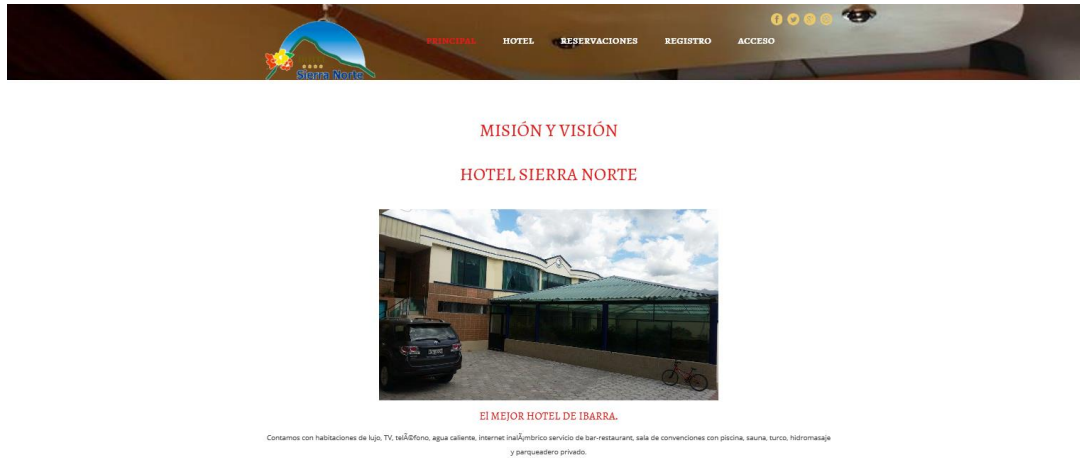 PRINCIPAL HOTEL RESERVACIONES REGISTRO ACCESO
Sierra Norte
MISIÓN Y VISIÓN
HOTEL SIERRA NORTE
El MEJOR HOTEL DE IBARRA.
Contamos con habitaciones de lujo, TV, telÃ©fono, agua caliente, internet inalÃ¡mbrico servicio de bar-restaurant, sala de convenciones con piscina, sauna, turco, hidromasaje
y parqueadero privado.